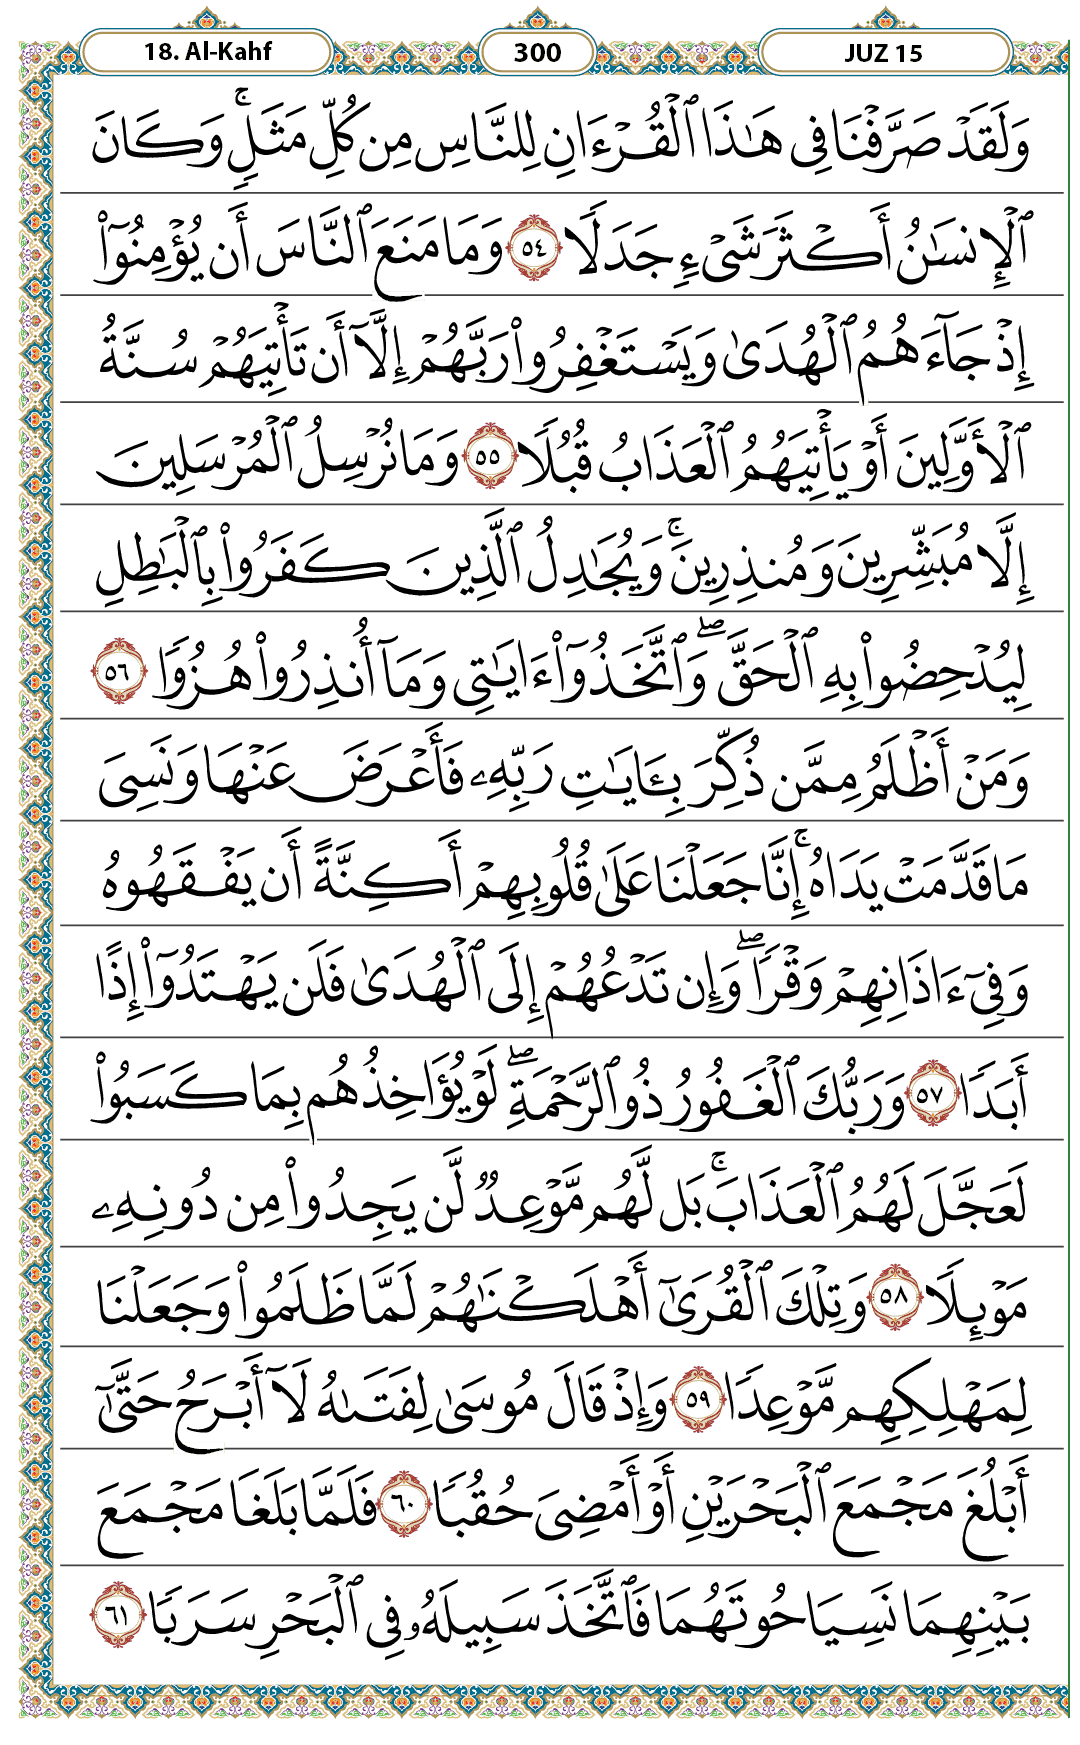 18. Al-Kahf 300 JUZ 15
وَلَقَدْ صَرَّفْنَا فِى هَٰذَا ٱلْقُرْءَانِ لِلنَّاسِ مِن كُلِّ مَثَلٍۚ وَكَانَ
ٱلْإِنسَٰنُ أَكْثَرَ شَىْءٍ جَدَلًا ٥٤ وَمَا مَنَعَ ٱلنَّاسَ أَن يُؤْمِنُوٓا۟
إِذْ جَآءَهُمُ ٱلْهُدَىٰ وَيَسْتَغْفِرُوا۟ رَبَّهُمْ إِلَّآ أَن تَأْتِيَهُمْ سُنَّةُ
ٱلْأَوَّلِينَ أَوْ يَأْتِيَهُمُ ٱلْعَذَابُ قُبُلًا ٥٥ وَمَا نُرْسِلُ ٱلْمُرْسَلِينَ
إِلَّا مُبَشِّرِينَ وَمُنذِرِينَۚ وَيُجَٰدِلُ ٱلَّذِينَ كَفَرُوا۟ بِٱلْبَٰطِلِ
لِيُدْحِضُوا۟ بِهِ ٱلْحَقَّۖ وَٱتَّخَذُوٓا۟ ءَايَٰتِى وَمَآ أُنذِرُوا۟ هُزُوًا ٥٦
وَمَنْ أَظْلَمُ مِمَّن ذُكِّرَ بِـَٔايَٰتِ رَبِّهِۦ فَأَعْرَضَ عَنْهَا وَنَسِىَ
مَا قَدَّمَتْ يَدَاهُۚ إِنَّا جَعَلْنَا عَلَىٰ قُلُوبِهِمْ أَكِنَّةً أَن يَفْقَهُوهُ
وَفِىٓ ءَاذَانِهِمْ وَقْرًاۖ وَإِن تَدْعُهُمْ إِلَى ٱلْهُدَىٰ فَلَن يَهْتَدُوٓا۟ إِذًا
أَبَدًا ٥٧ وَرَبُّكَ ٱلْغَفُورُ ذُو ٱلرَّحْمَةِۖ لَوْ يُؤَاخِذُهُم بِمَا كَسَبُوا۟
لَعَجَّلَ لَهُمُ ٱلْعَذَابَۚ بَل لَّهُم مَّوْعِدٌ لَّن يَجِدُوا۟ مِن دُونِهِۦ
مَوْئِلًا ٥٨ وَتِلْكَ ٱلْقُرَىٰٓ أَهْلَكْنَٰهُمْ لَمَّا ظَلَمُوا۟ وَجَعَلْنَا
لِمَهْلِكِهِم مَّوْعِدًا ٥٩ وَإِذْ قَالَ مُوسَىٰ لِفَتَىٰهُ لَآ أَبْرَحُ حَتَّىٰٓ
أَبْلُغَ مَجْمَعَ ٱلْبَحْرَيْنِ أَوْ أَمْضِىَ حُقُبًا ٦٠ فَلَمَّا بَلَغَا مَجْمَعَ
بَيْنِهِمَا نَسِيَا حُوتَهُمَا فَٱتَّخَذَ سَبِيلَهُۥ فِى ٱلْبَحْرِ سَرَبًا ٦١